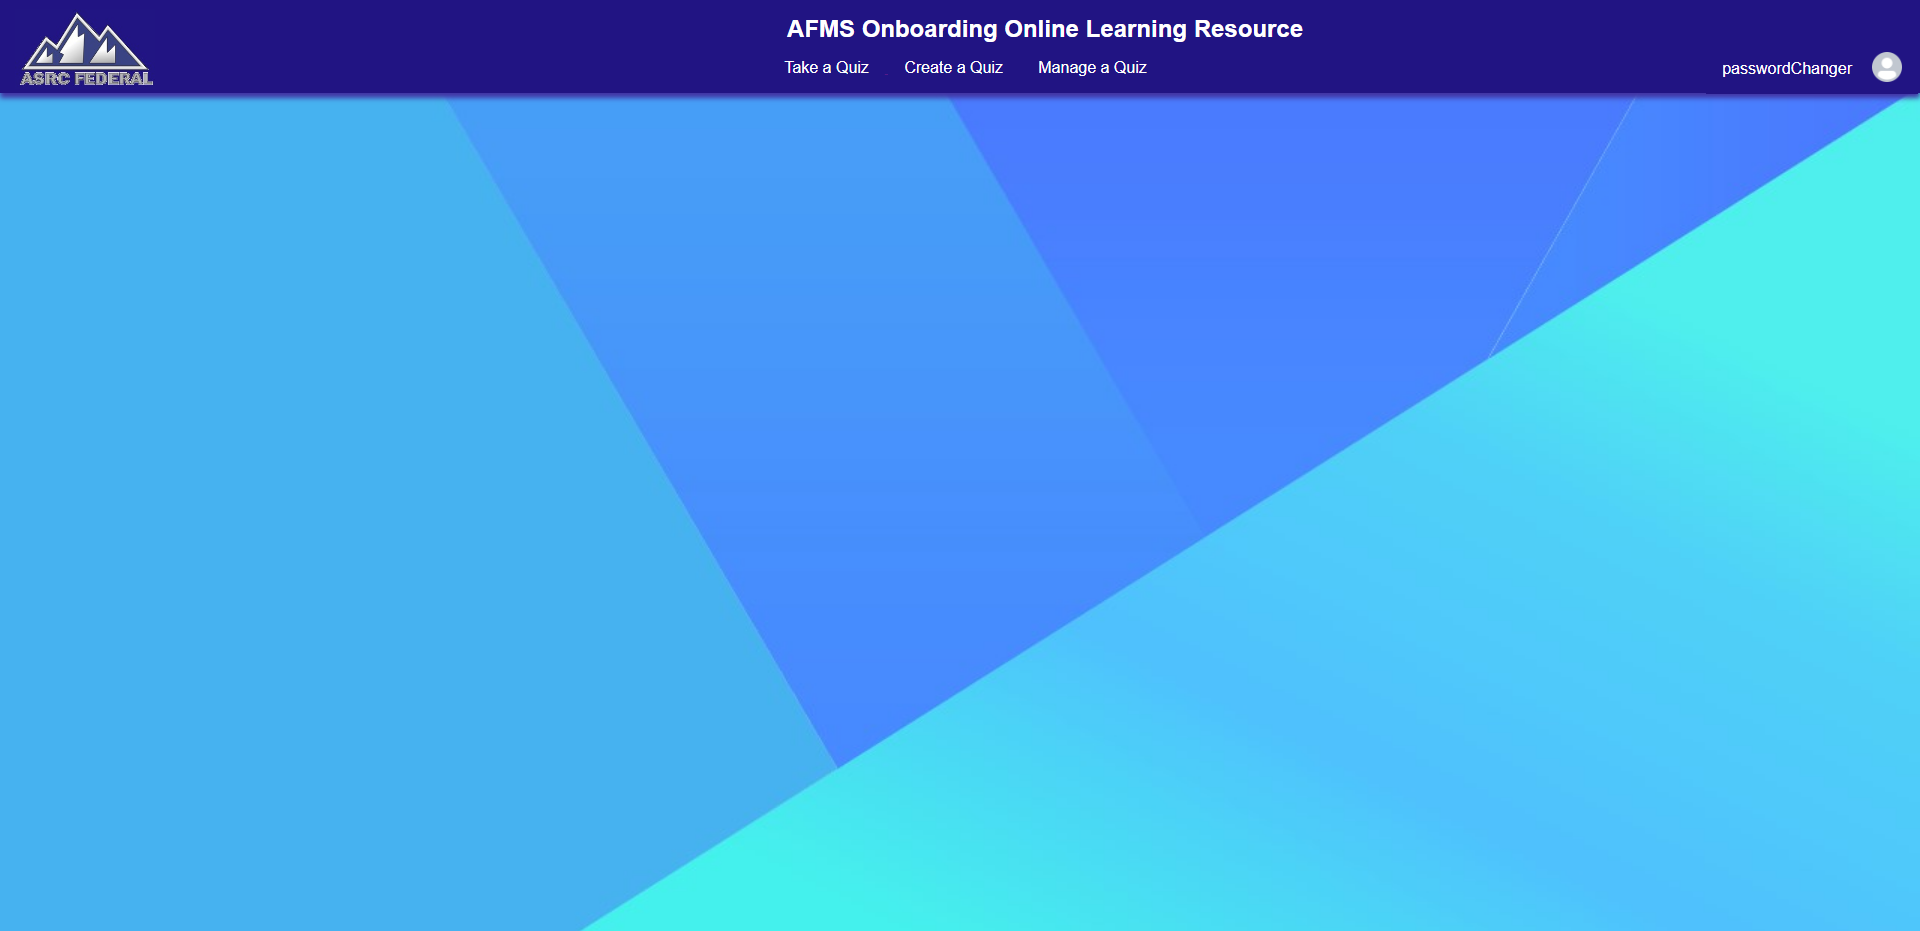 AFMS Onboarding Online Learning Resource
Take a Quiz Create a Quiz Manage a Quiz
passwordChanger
ASRC FEDERAL